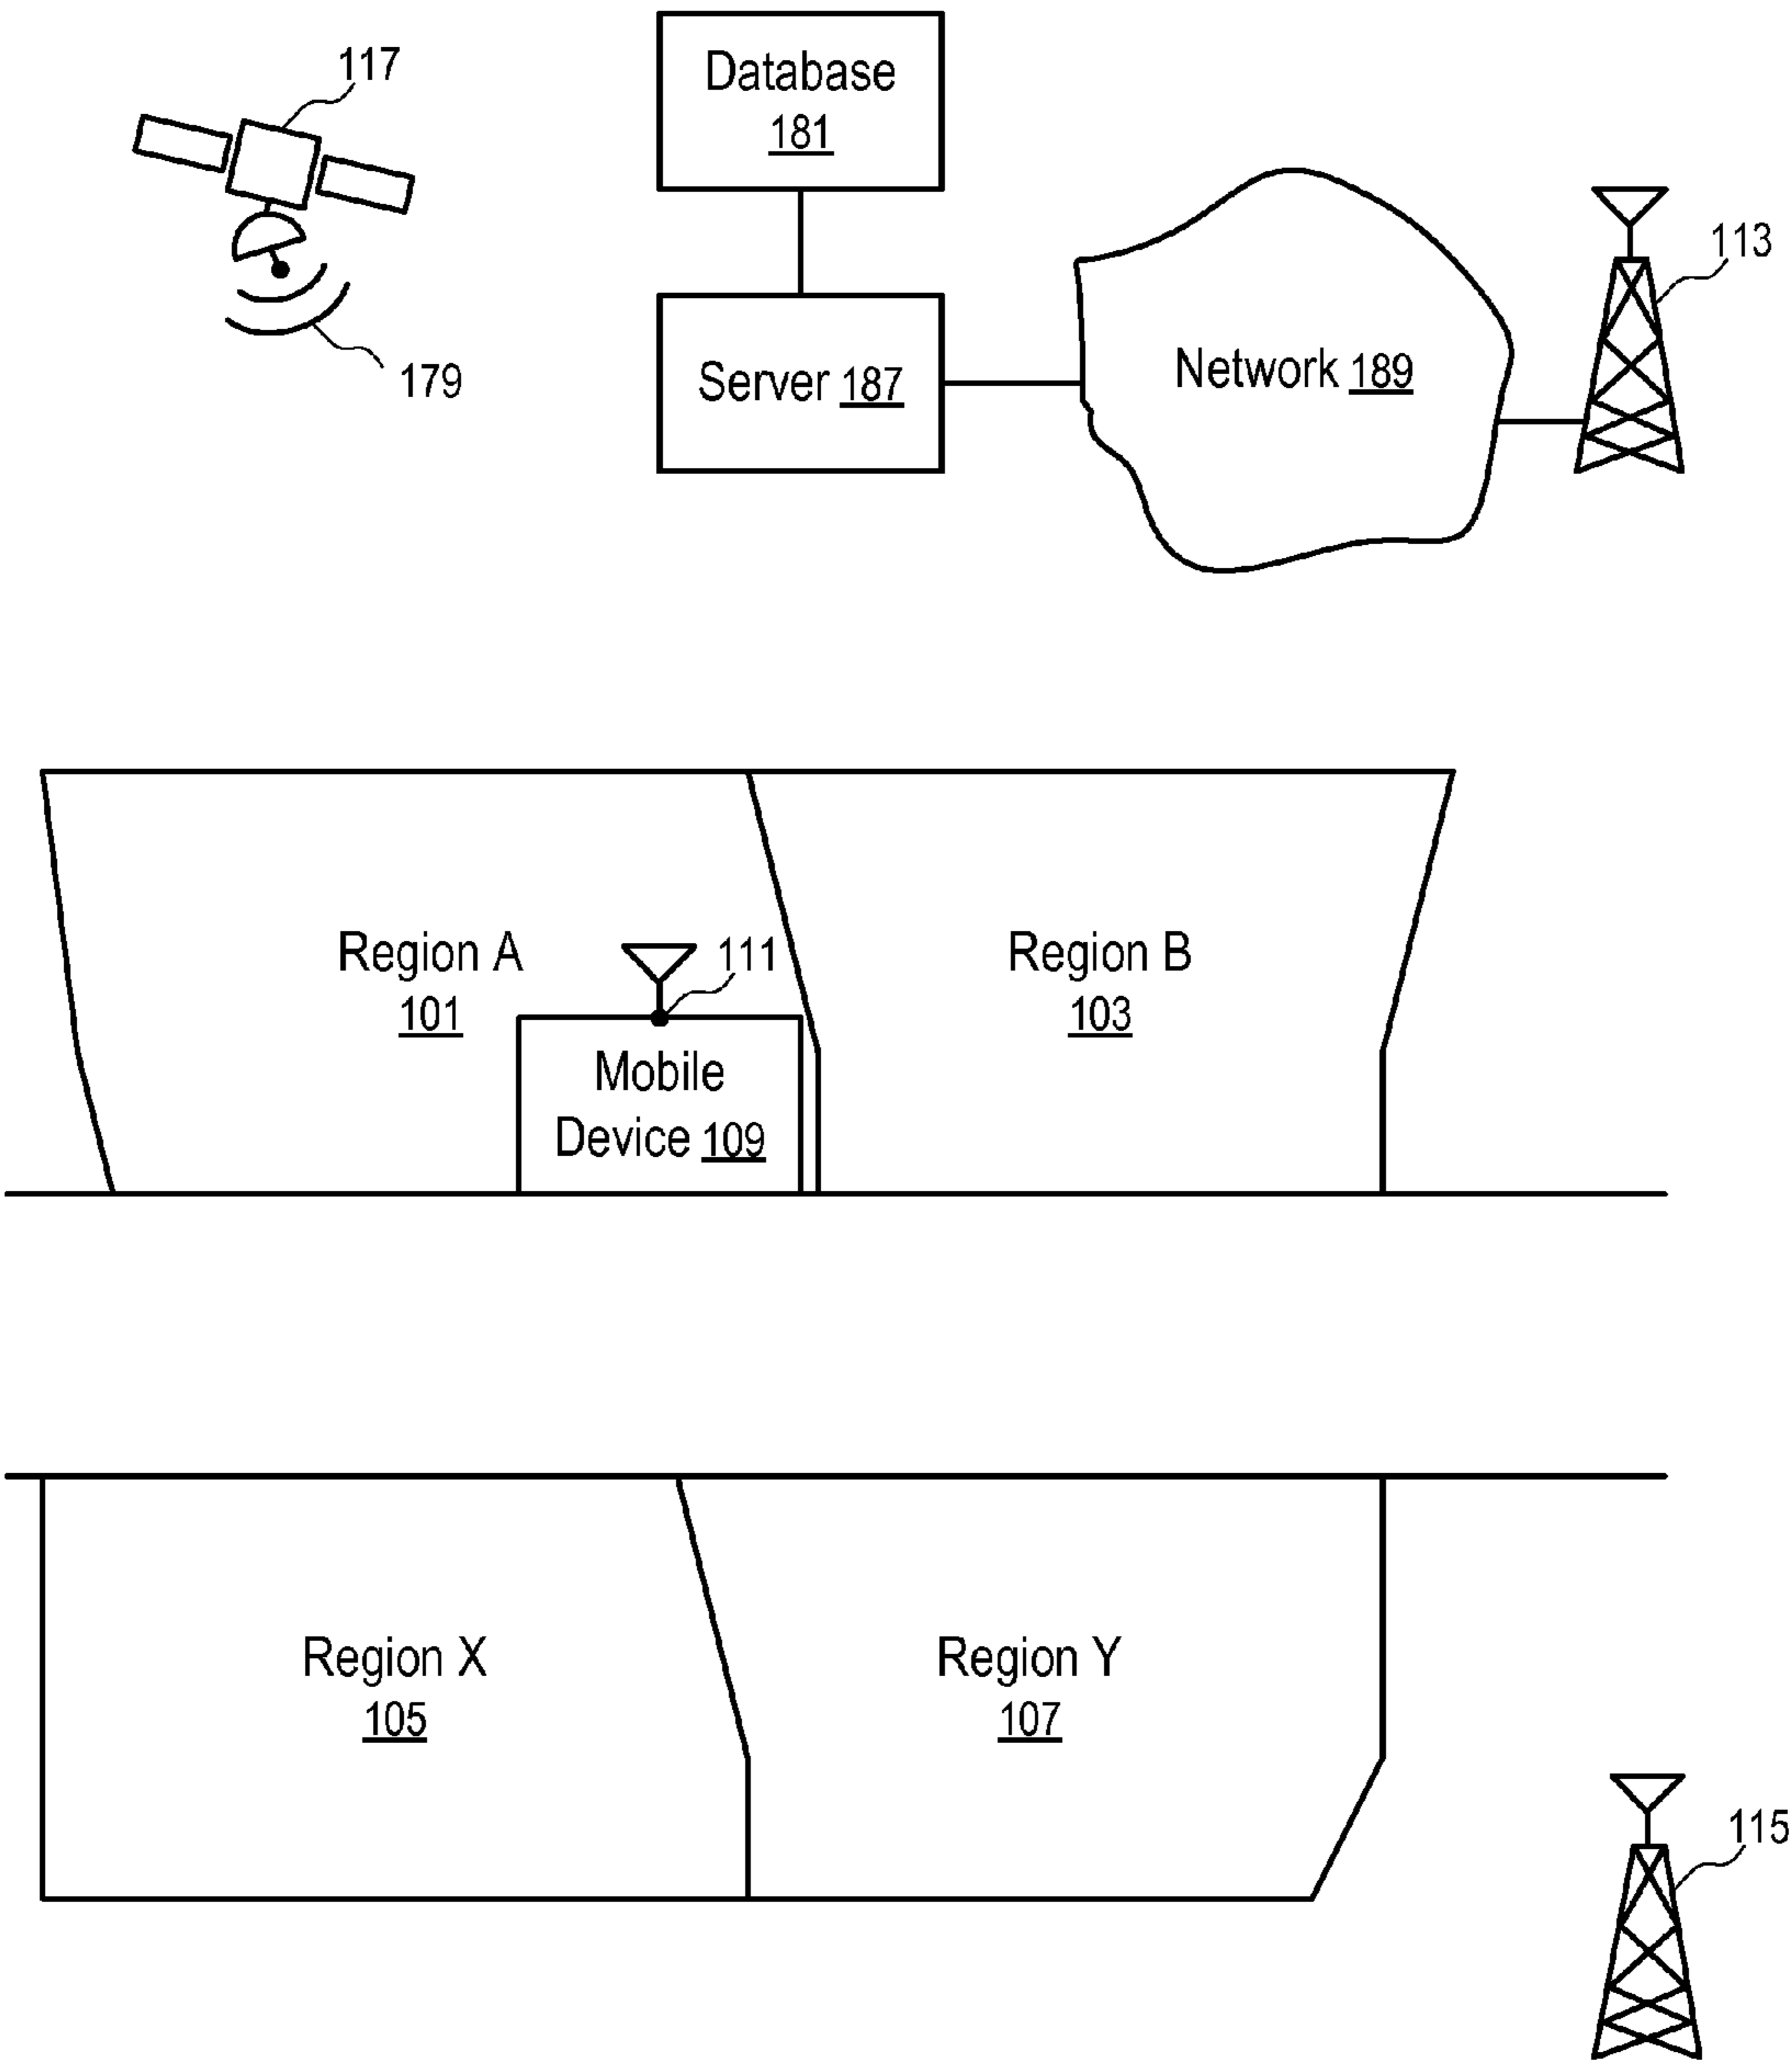 117
Database
181
113
179
Server 187
Network 189
Region A
101
111
Region B
103
Mobile
Device 109
Region X
105
Region Y
107
115